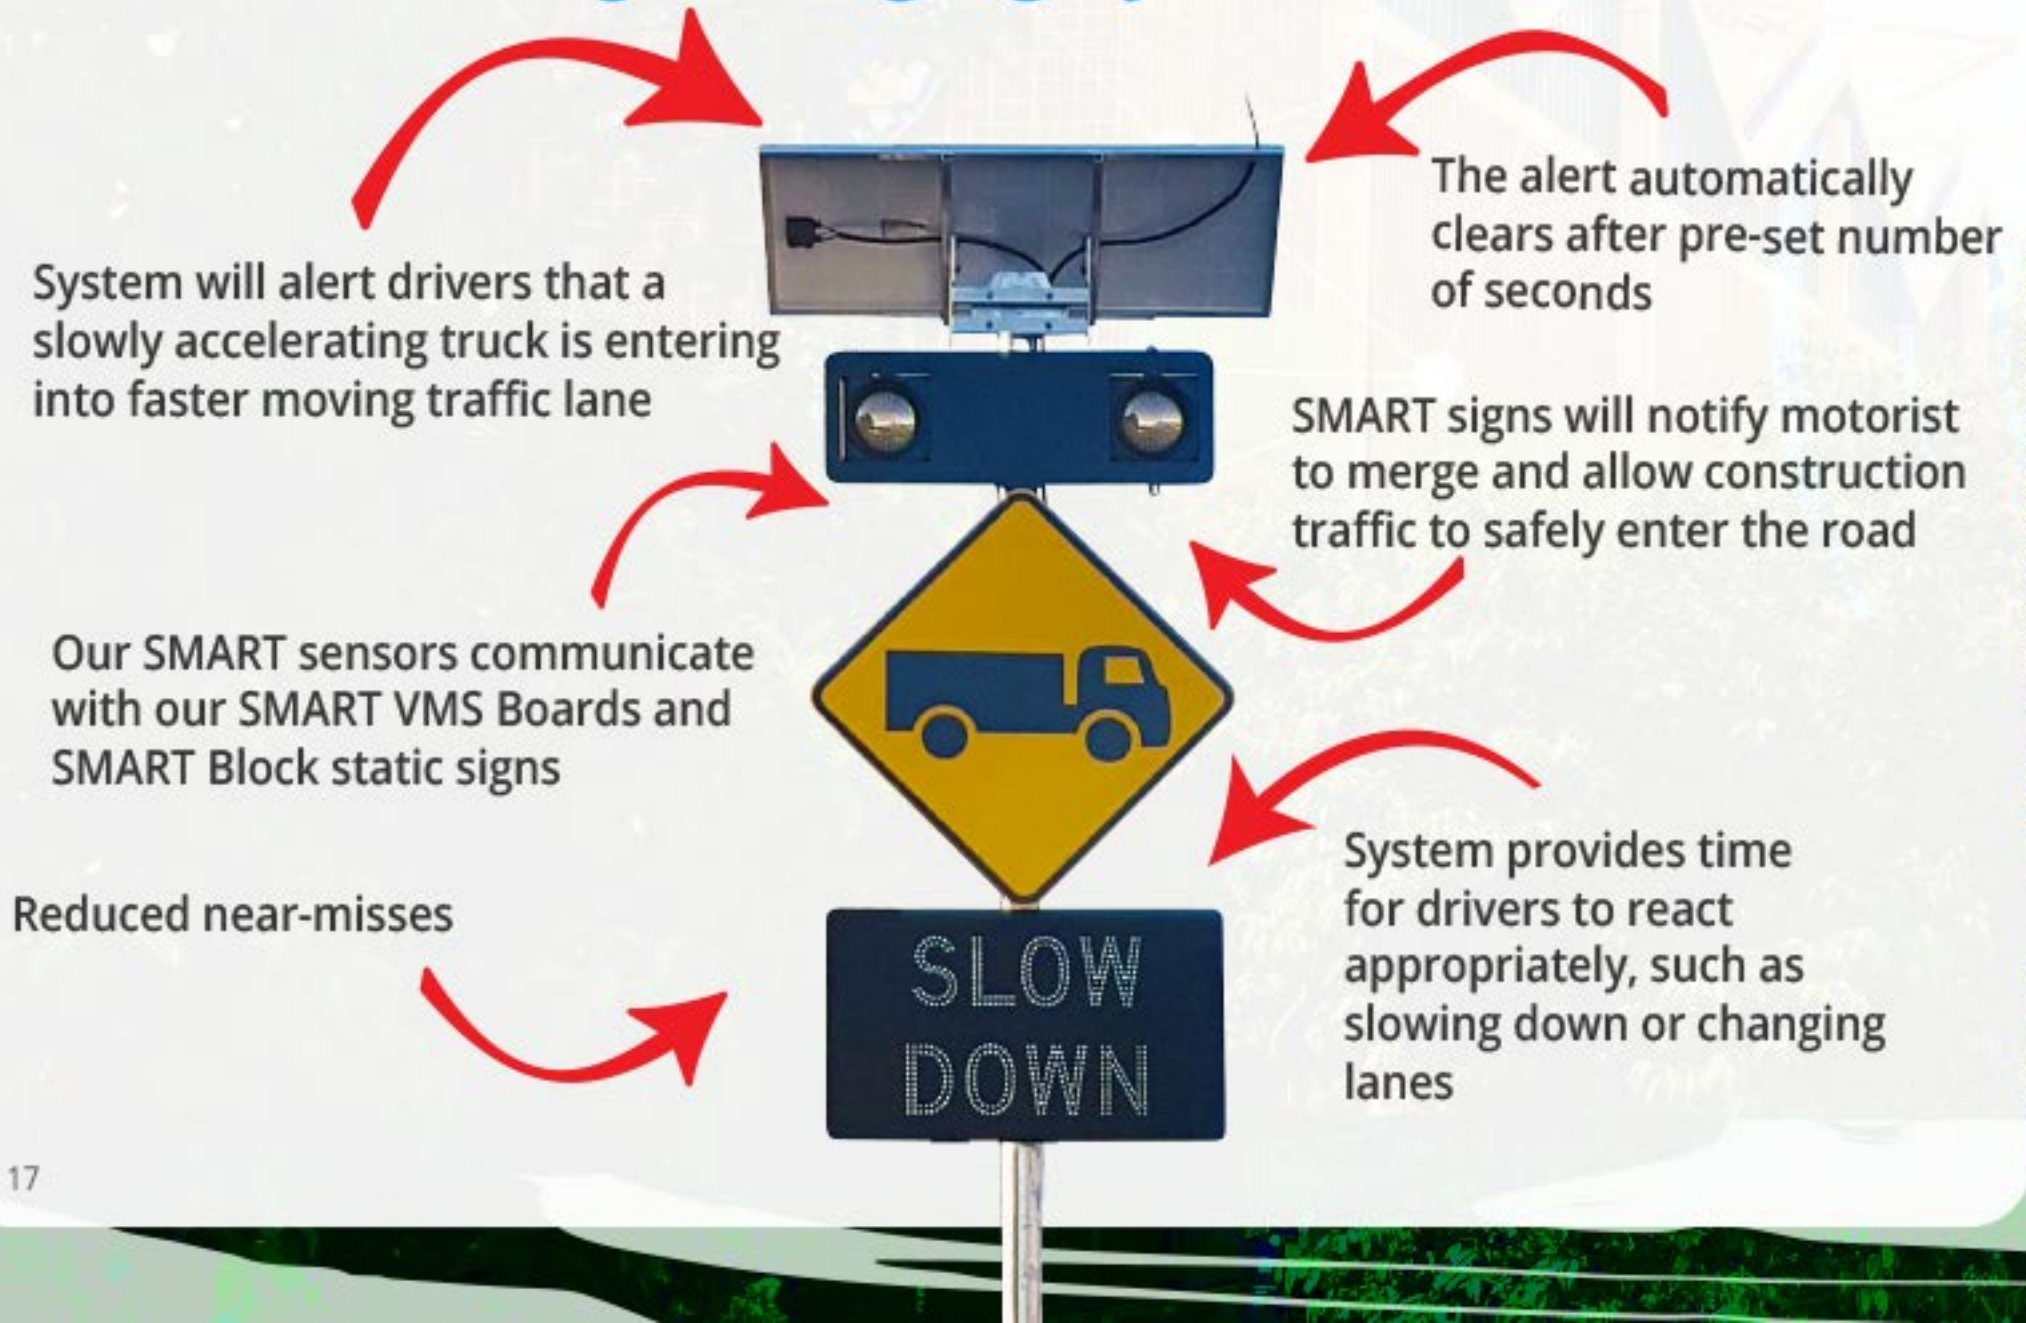 System will alert drivers that a
slowly accelerating truck is entering
into faster moving traffic lane
The alert automatically
clears after pre-set number
of seconds
SMART signs will notify motorist
to merge and allow construction
traffic to safely enter the road
Our SMART sensors communicate
with our SMART VMS Boards and
SMART Block static signs
System provides time
for drivers to react
appropriately, such as
slowing down or changing
lanes
Reduced near-misses
SLOW
DOWN
17